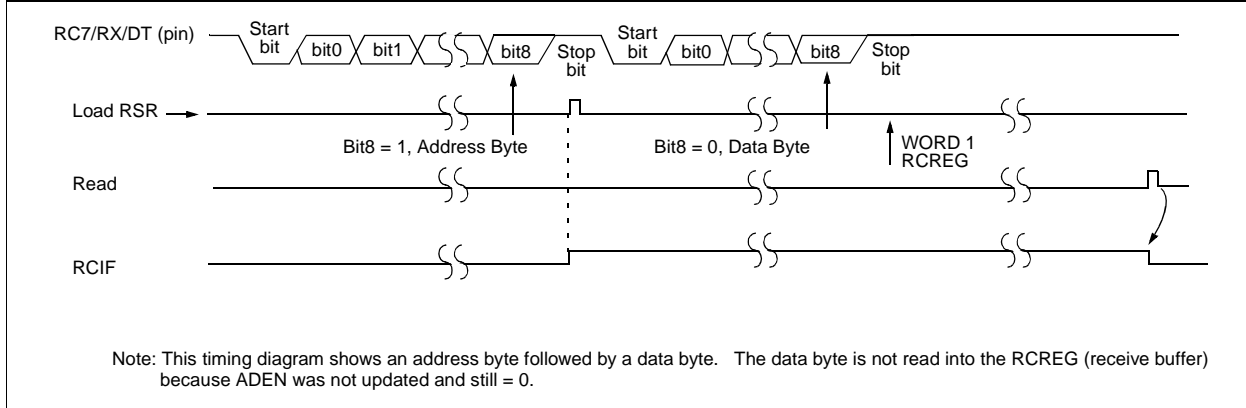 RC7/RX/DT (pin)
Start
bit
bit0
bit1
bit8
Stop
bit
Start
bit
bit0
bit8
Stop
bit
Load RSR
Bit8 = 1, Address Byte
Bit8 = 0, Data Byte
WORD 1
RCREG
Read
RCIF
Note: This timing diagram shows an address byte followed by a data byte. The data byte is not read into the RCREG (receive buffer)
because ADEN was not updated and still = 0.